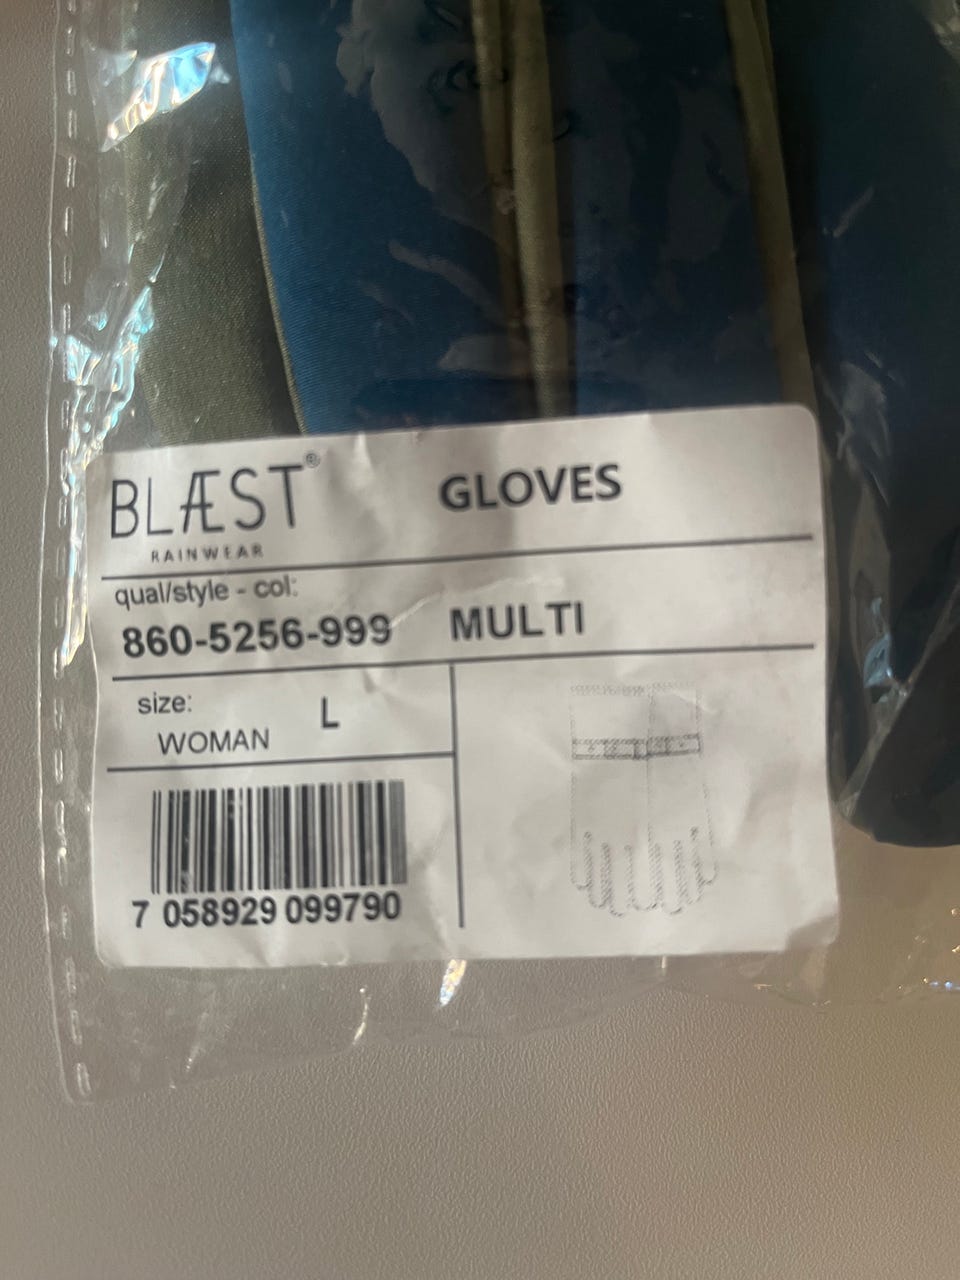 BLÆST®
RAINWEAR
GLOVES
qual/style - col:
860-5256-999 MULTI
size:
L
WOMAN
7 058929 099790